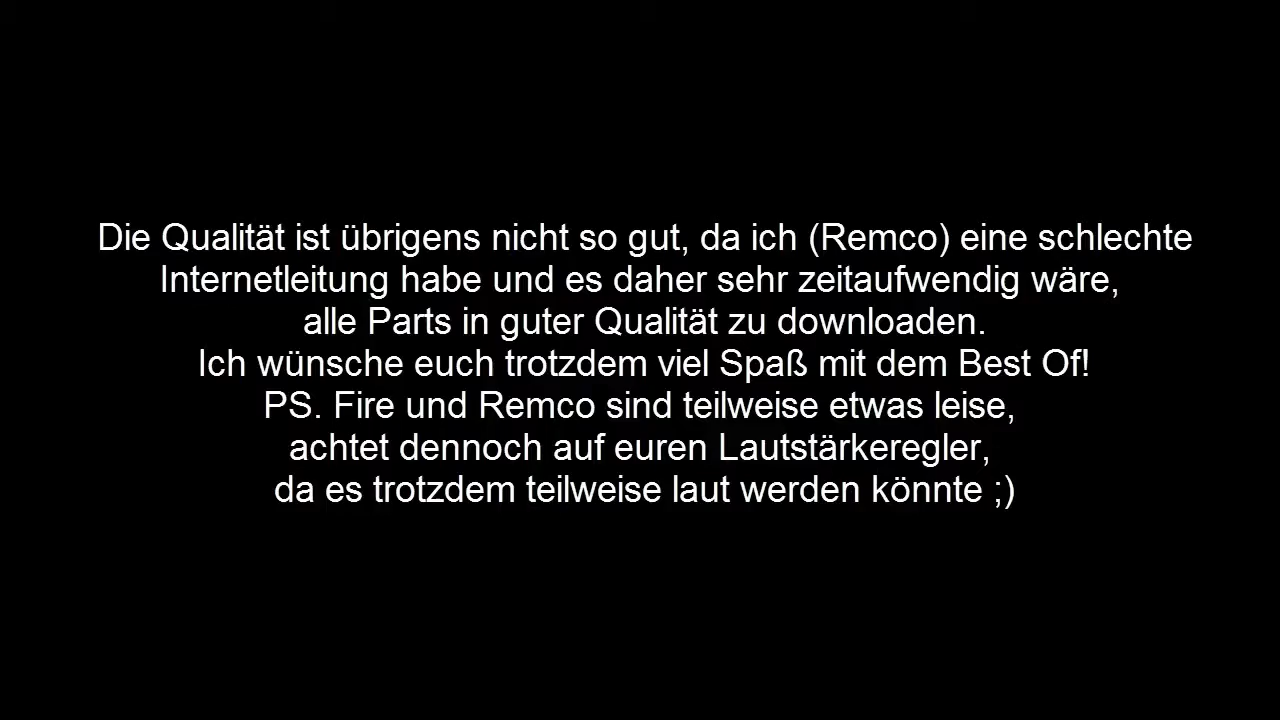 Die Qualität ist übrigens nicht so gut, da ich (Remco) eine schlechte
Internetleitung habe und es daher sehr zeitaufwendig wäre,
alle Parts in guter Qualität zu downloaden.
Ich wünsche euch trotzdem viel Spaß mit dem Best Of!
PS. Fire und Remco sind teilweise etwas leise,
achtet dennoch auf euren Lautstärkeregler,
da es trotzdem teilweise laut werden könnte ;)